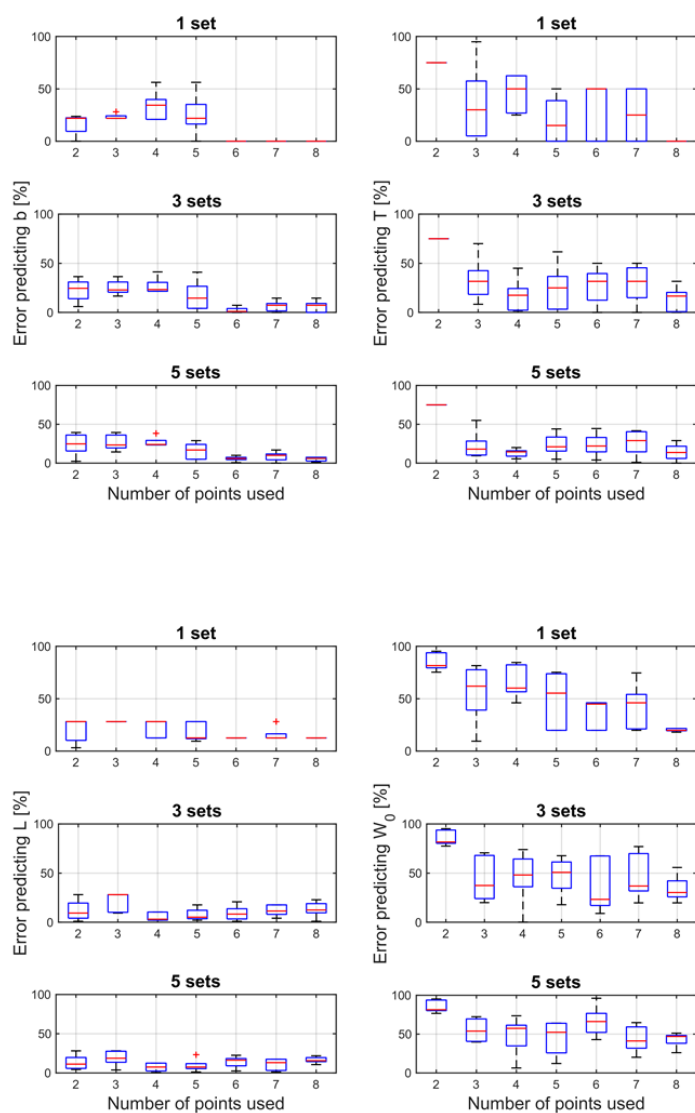 1 set
100
50
0
2 3 4 5 6 7 8
3 sets
100
50
0
2 3 4 5 6 7 8
5 sets
100
50
0
2 3 4 5 6 7 8
Error predicting b [%]
Number of points used
1 set
100
50
0
2 3 4 5 6 7 8
3 sets
100
50
0
2 3 4 5 6 7 8
5 sets
100
50
0
2 3 4 5 6 7 8
Error predicting T [%]
Number of points used
1 set
100
50
0
2 3 4 5 6 7 8
3 sets
100
50
0
2 3 4 5 6 7 8
5 sets
100
50
0
2 3 4 5 6 7 8
Error predicting L [%]
Number of points used
1 set
100
50
0
2 3 4 5 6 7 8
3 sets
100
50
0
2 3 4 5 6 7 8
5 sets
100
50
0
2 3 4 5 6 7 8
Error predicting W₀ [%]
Number of points used